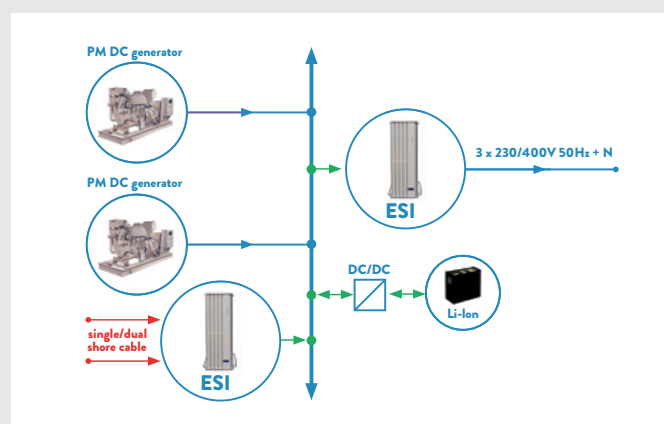 PM DC generator
ESI
3 x 230/400V 50Hz + N
PM DC generator
DC/DC
Li-Ion
single/dual
shore cable
ESI